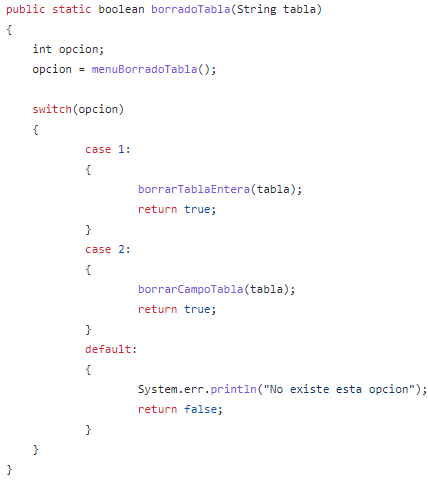 public static boolean borradoTabla(String tabla)
{
    int opcion;
    opcion = menuBorradoTabla();

    switch(opcion)
    {
            case 1:
            {
                    borrarTablaEntera(tabla);
                    return true;
            }
            case 2:
            {
                    borrarCampoTabla(tabla);
                    return true;
            }
            default:
            {
                    System.err.println("No existe esta opcion");
                    return false;
            }
    }
}